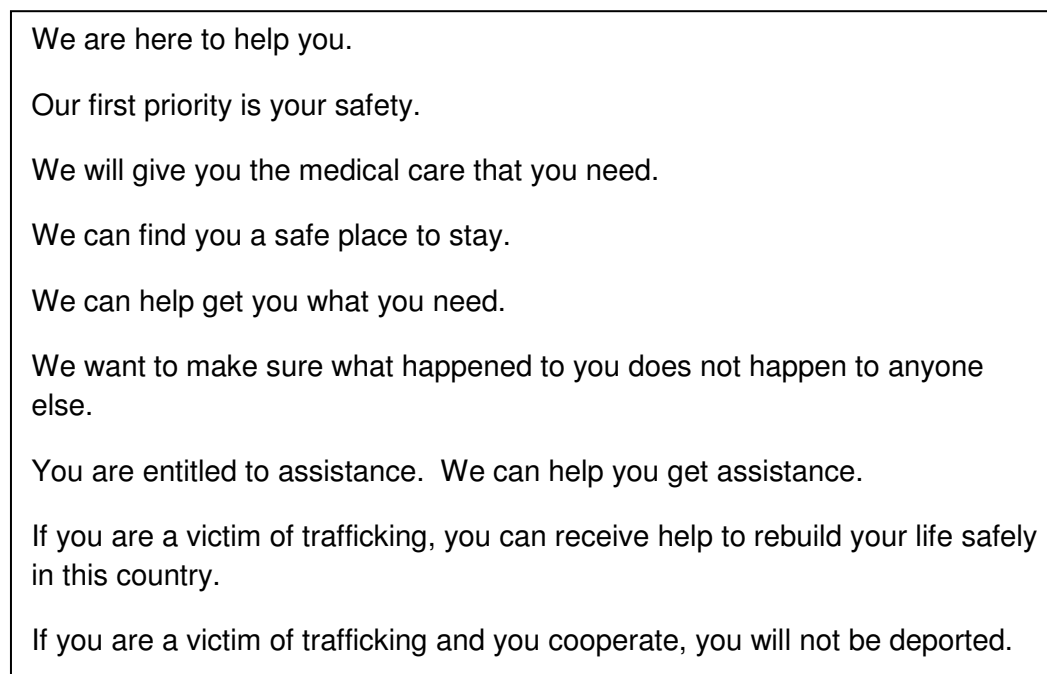 We are here to help you.
Our first priority is your safety.
We will give you the medical care that you need.
We can find you a safe place to stay.
We can help get you what you need.
We want to make sure what happened to you does not happen to anyone
else.
You are entitled to assistance.  We can help you get assistance.
If you are a victim of trafficking, you can receive help to rebuild your life safely
in this country.
If you are a victim of trafficking and you cooperate, you will not be deported.